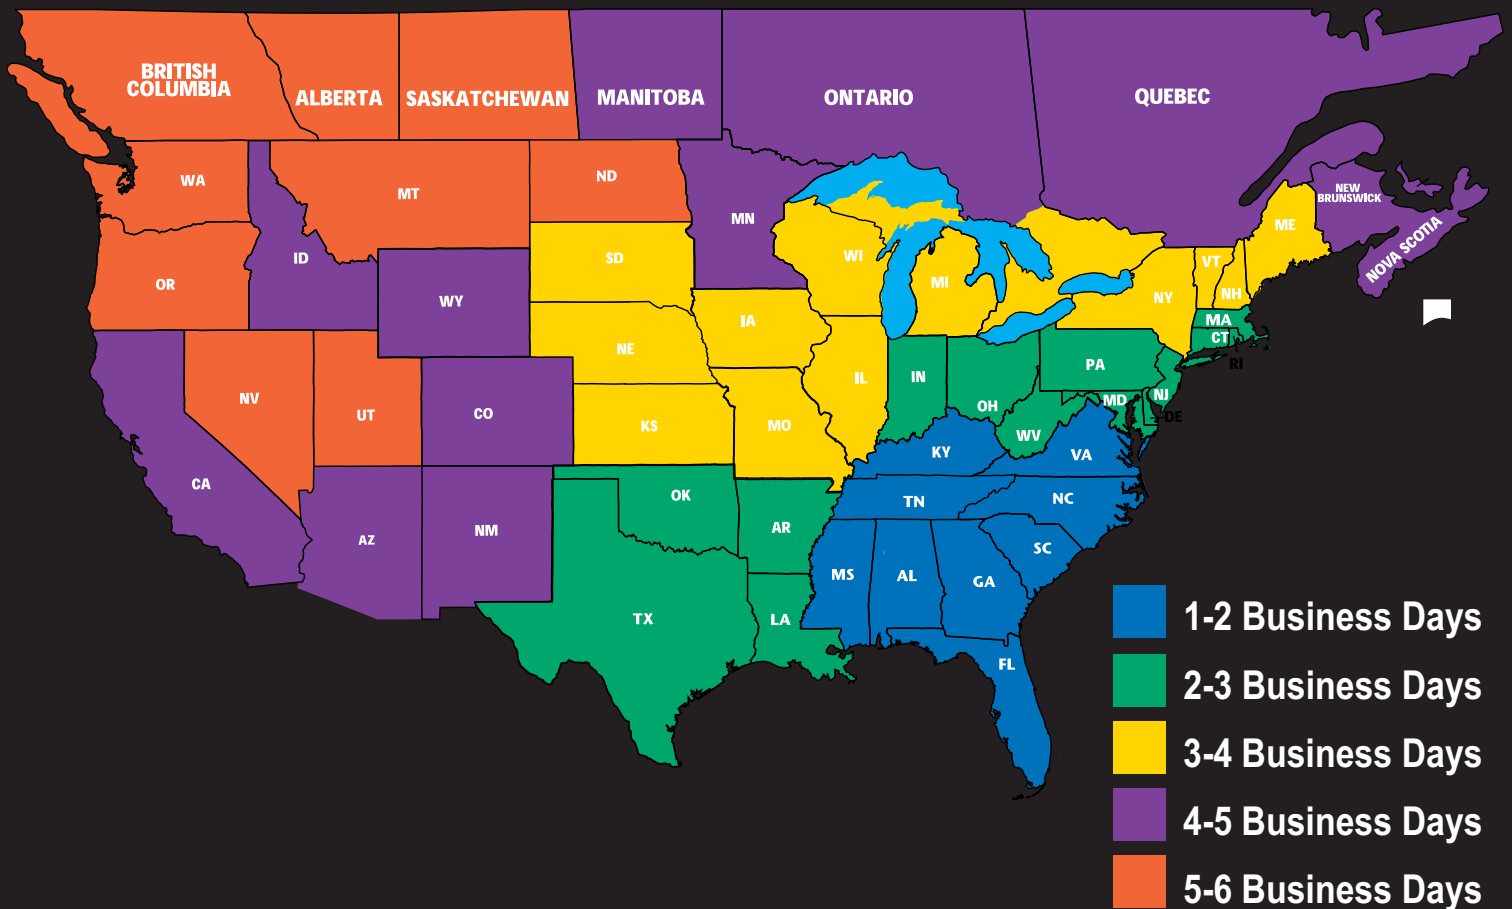 BRITISH
COLUMBIA
ALBERTA
SASKATCHEWAN
MANITOBA
ONTARIO
QUEBEC
NEW
BRUNSWICK
NOVA SCOTIA
WA
MT
ND
MN
OR
ID
WY
SD
WI
MI
NY
VT
NH
ME
MA
CT
RI
NV
UT
CO
NE
IA
IL
IN
OH
PA
NJ
MD
DE
WV
CA
KS
MO
KY
VA
AZ
NM
OK
AR
TN
NC
SC
TX
LA
MS
AL
GA
FL
1-2 Business Days
2-3 Business Days
3-4 Business Days
4-5 Business Days
5-6 Business Days